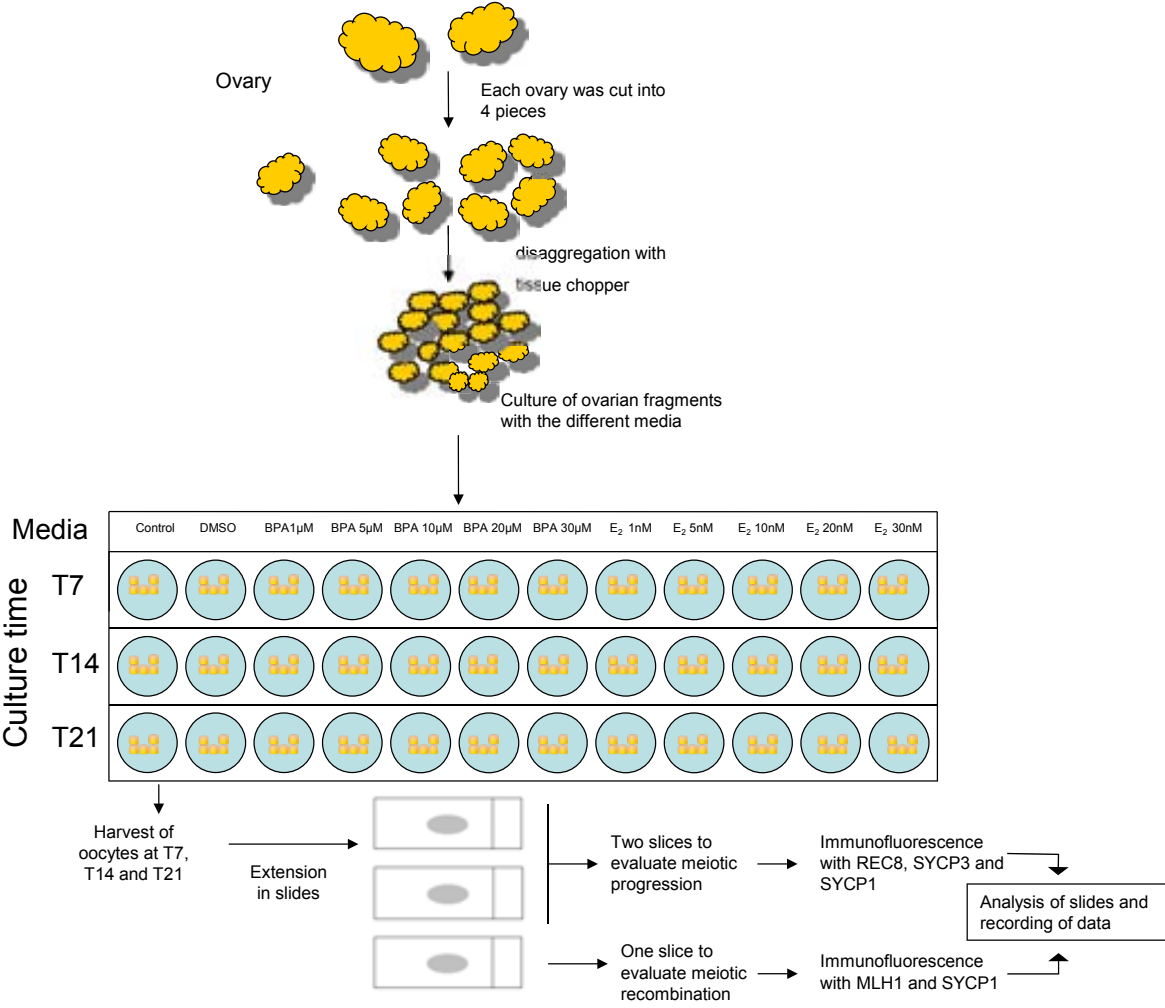 Ovary
Each ovary was cut into
4 pieces
disaggregation with
tissue chopper
Culture of ovarian fragments
with the different media
Media
Control DMSO BPA1µM BPA 5µM BPA 10µM BPA 20µM BPA 30µM E₂ 1nM E₂ 5nM E₂ 10nM E₂ 20nM E₂ 30nM
Culture time
T7
T14
T21
Harvest of
oocytes at T7,
T14 and T21
Extension
in slides
Two slices to
evaluate meiotic
progression
Immunofluorescence
with REC8, SYCP3 and
SYCP1
One slice to
evaluate meiotic
recombination
Immunofluorescence
with MLH1 and SYCP1
Analysis of slides and
recording of data